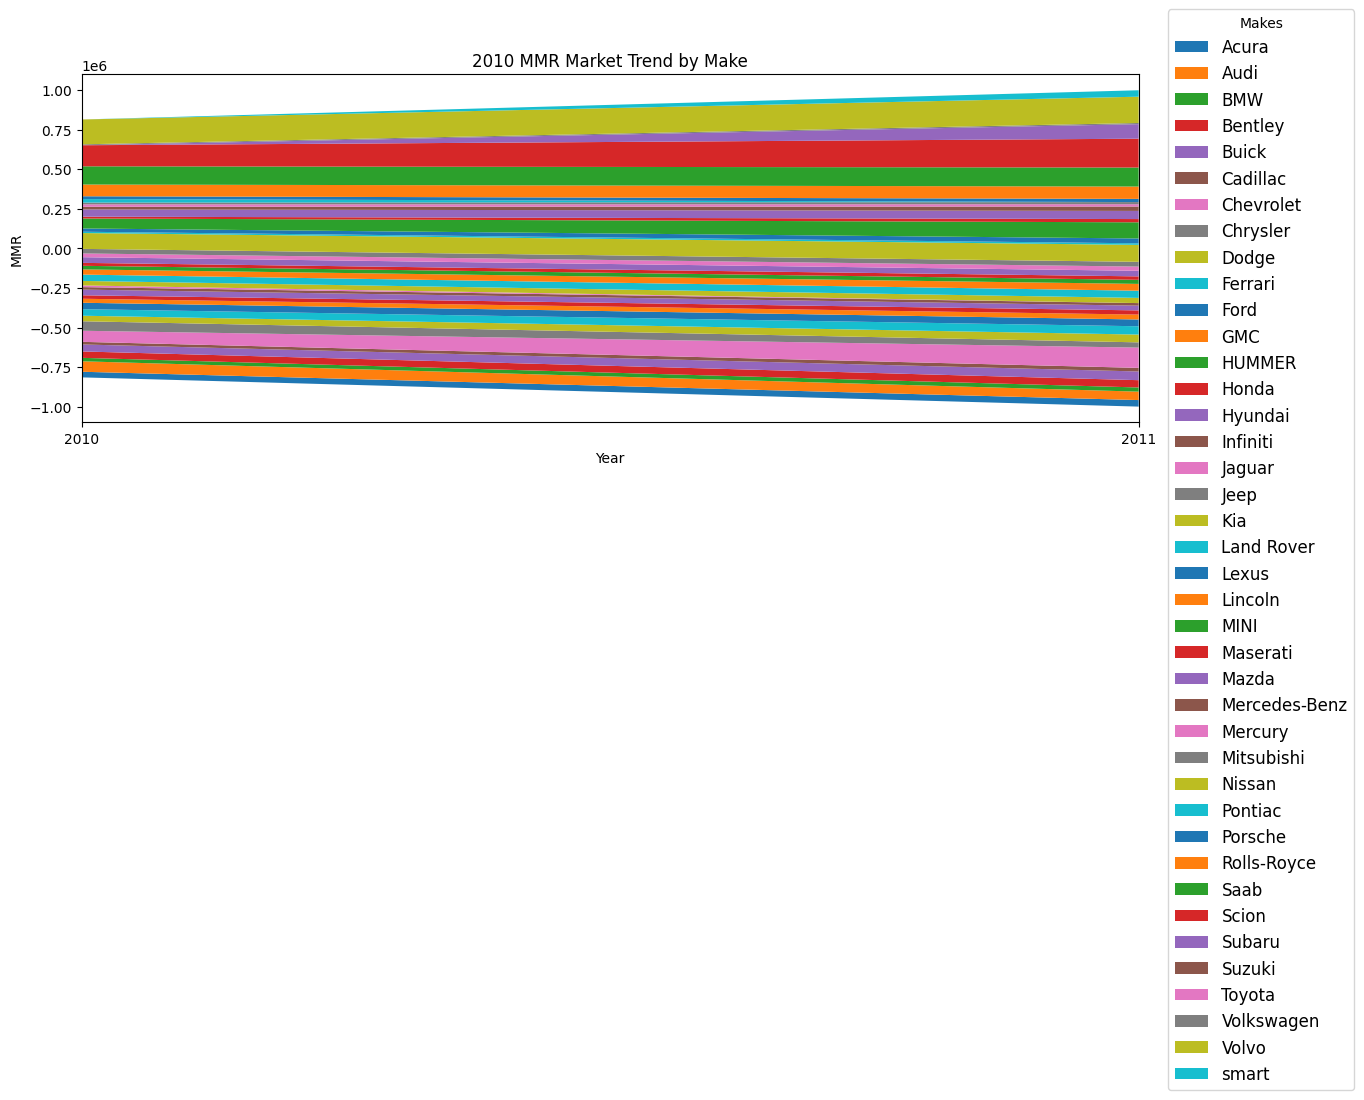 2010 MMR Market Trend by Make
1e6
1.00
0.75
0.50
0.25
0.00
−0.25
−0.50
−0.75
−1.00
MMR
2010
2011
Year
Makes
Acura
Audi
BMW
Bentley
Buick
Cadillac
Chevrolet
Chrysler
Dodge
Ferrari
Ford
GMC
HUMMER
Honda
Hyundai
Infiniti
Jaguar
Jeep
Kia
Land Rover
Lexus
Lincoln
MINI
Maserati
Mazda
Mercedes-Benz
Mercury
Mitsubishi
Nissan
Pontiac
Porsche
Rolls-Royce
Saab
Scion
Subaru
Suzuki
Toyota
Volkswagen
Volvo
smart